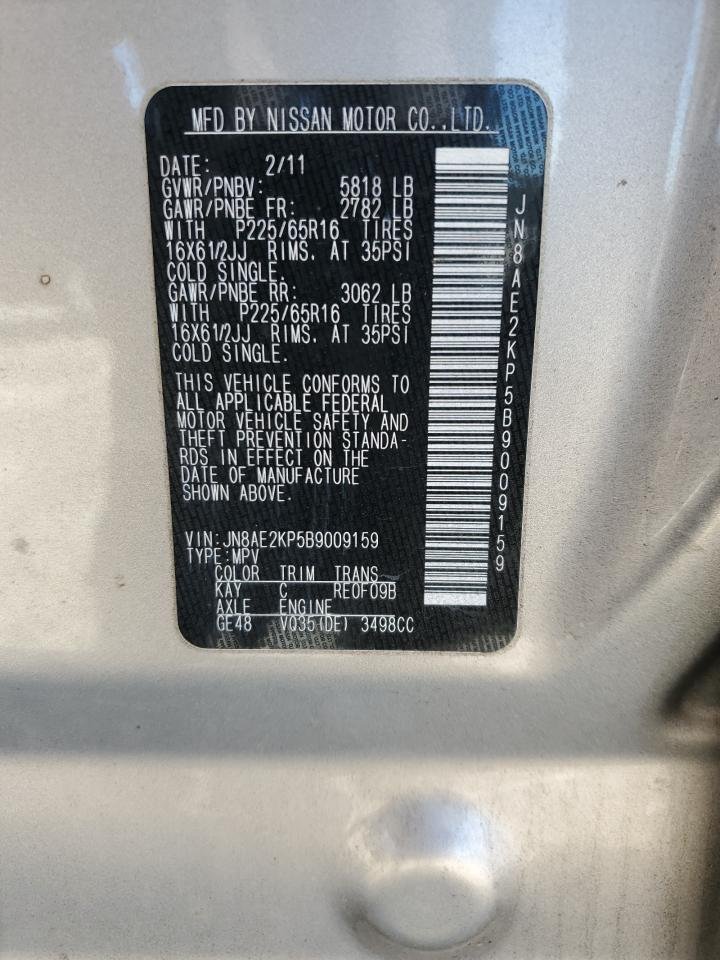 MFD BY NISSAN MOTOR CO.,LTD.
DATE: 2/11
GVWR/PNBV: 5818 LB
GAWR/PNBE FR: 2782 LB
WITH P225/65R16 TIRES
16X61/2JJ RIMS. AT 35PSI
COLD SINGLE.
GAWR/PNBE RR: 3062 LB
WITH P225/65R16 TIRES
16X61/2JJ RIMS. AT 35PSI
COLD SINGLE.
THIS VEHICLE CONFORMS TO
ALL APPLICABLE FEDERAL
MOTOR VEHICLE SAFETY AND
THEFT PREVENTION STANDA-
RDS IN EFFECT ON THE
DATE OF MANUFACTURE
SHOWN ABOVE.
VIN:JN8AE2KP5B9009159
TYPE:MPV
COLOR TRIM TRANS
KAY C RE0F09B
AXLE ENGINE
GE48 VQ35(DE) 3498CC
JN8AE2KP5B9009159